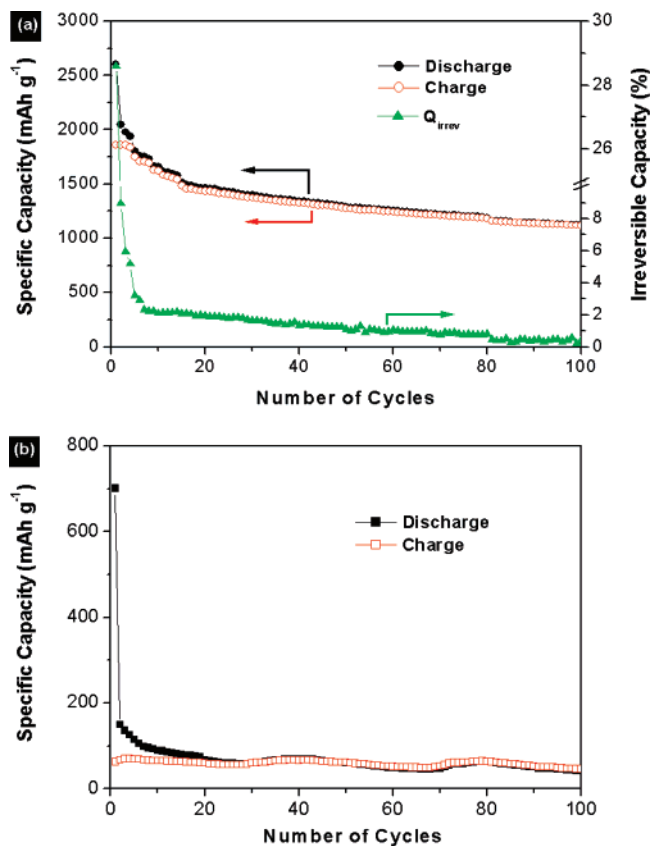 (a)
3000
2500
2000
1500
1000
500
0
Specific Capacity (mAh g-1)
30
28
26
8
6
4
2
0
Irreversible Capacity (%)
Discharge
Charge
Qirrev
0 20 40 60 80 100
Number of Cycles
(b)
800
600
400
200
0
Specific Capacity (mAh g-1)
Discharge
Charge
0 20 40 60 80 100
Number of Cycles